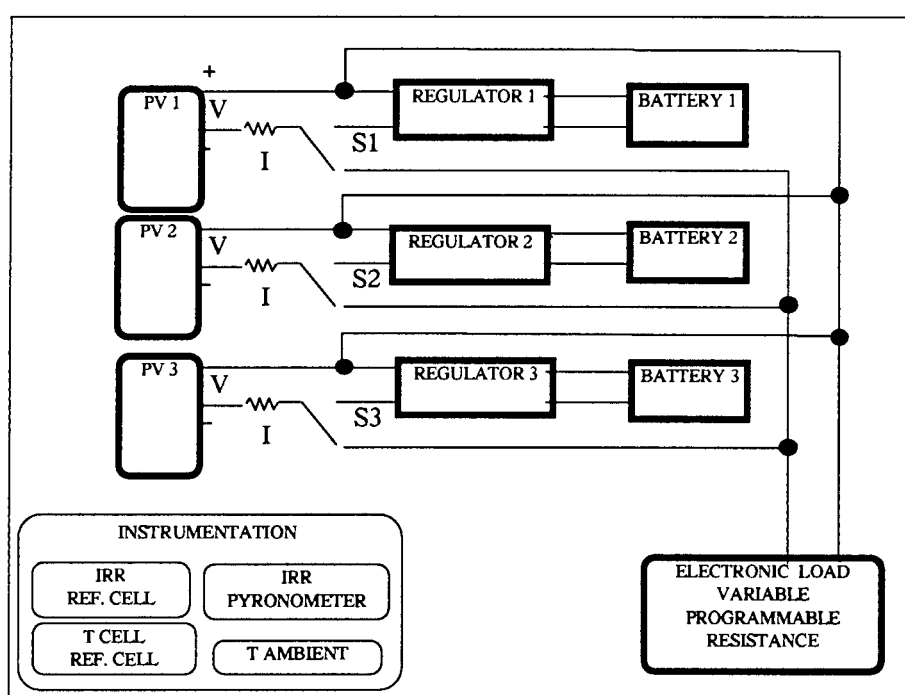 +
PV 1
V
REGULATOR 1
BATTERY 1
-
I
S1
PV 2
V
REGULATOR 2
BATTERY 2
-
I
S2
PV 3
V
REGULATOR 3
BATTERY 3
-
I
S3
INSTRUMENTATION
IRR
REF. CELL
IRR
PYRONOMETER
T CELL
REF. CELL
T AMBIENT
ELECTRONIC LOAD
VARIABLE
PROGRAMMABLE
RESISTANCE